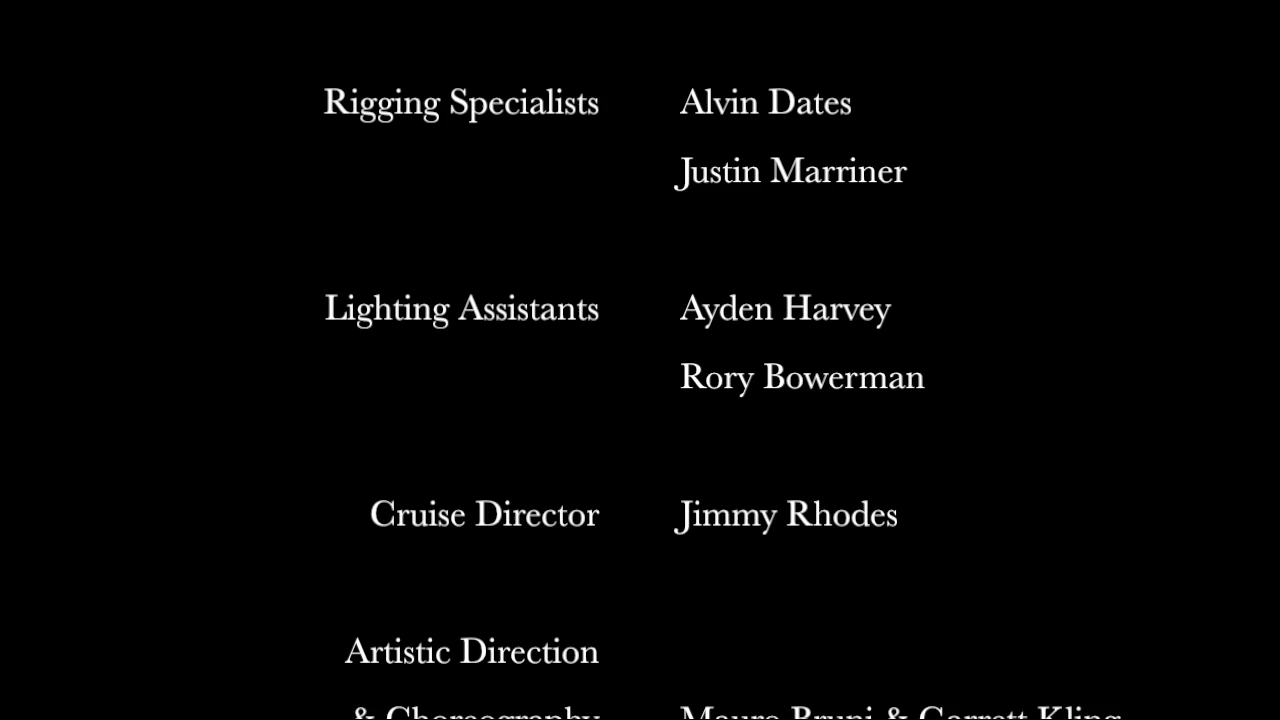 Rigging Specialists Alvin Dates
Justin Marriner
Lighting Assistants Ayden Harvey
Rory Bowerman
Cruise Director Jimmy Rhodes
Artistic Direction
& Choreography Mauro Bruni & Garrett Kling